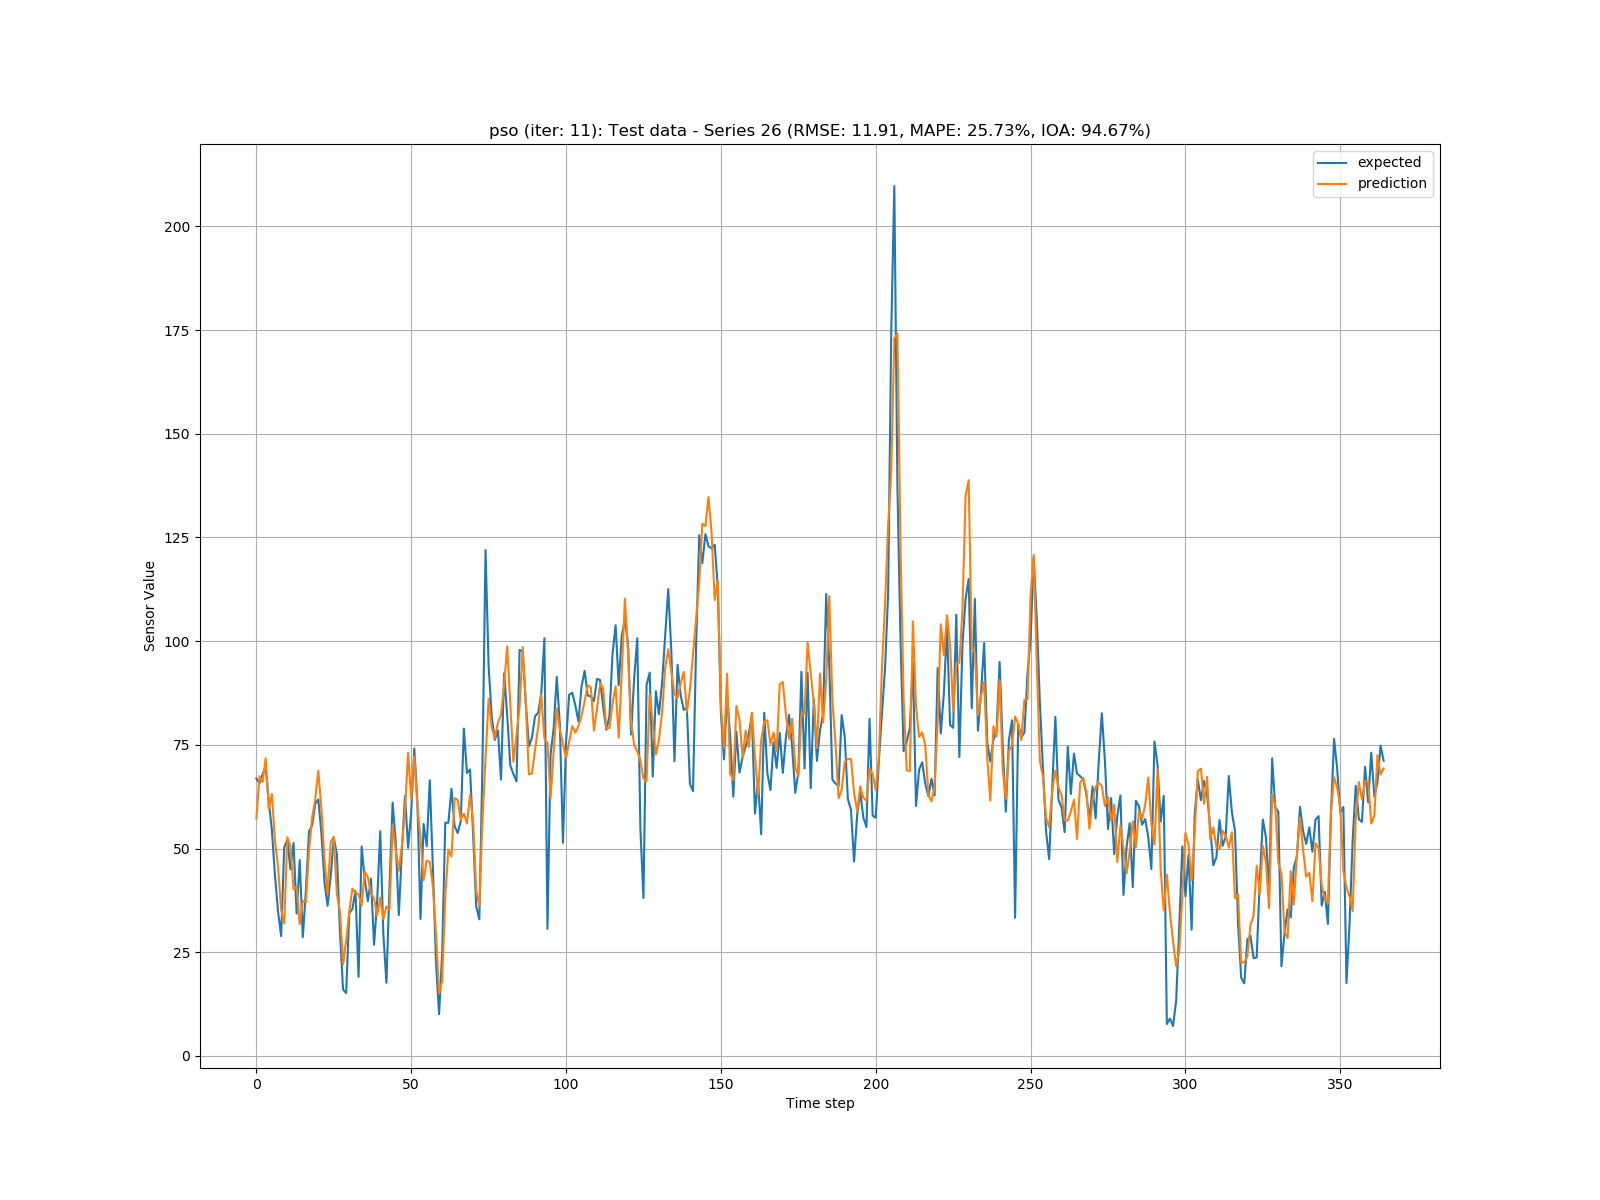 pso (iter: 11): Test data - Series 26 (RMSE: 11.91, MAPE: 25.73%, IOA: 94.67%)
expected
prediction
200
175
150
125
100
75
50
25
0
Sensor Value
0 50 100 150 200 250 300 350
Time step